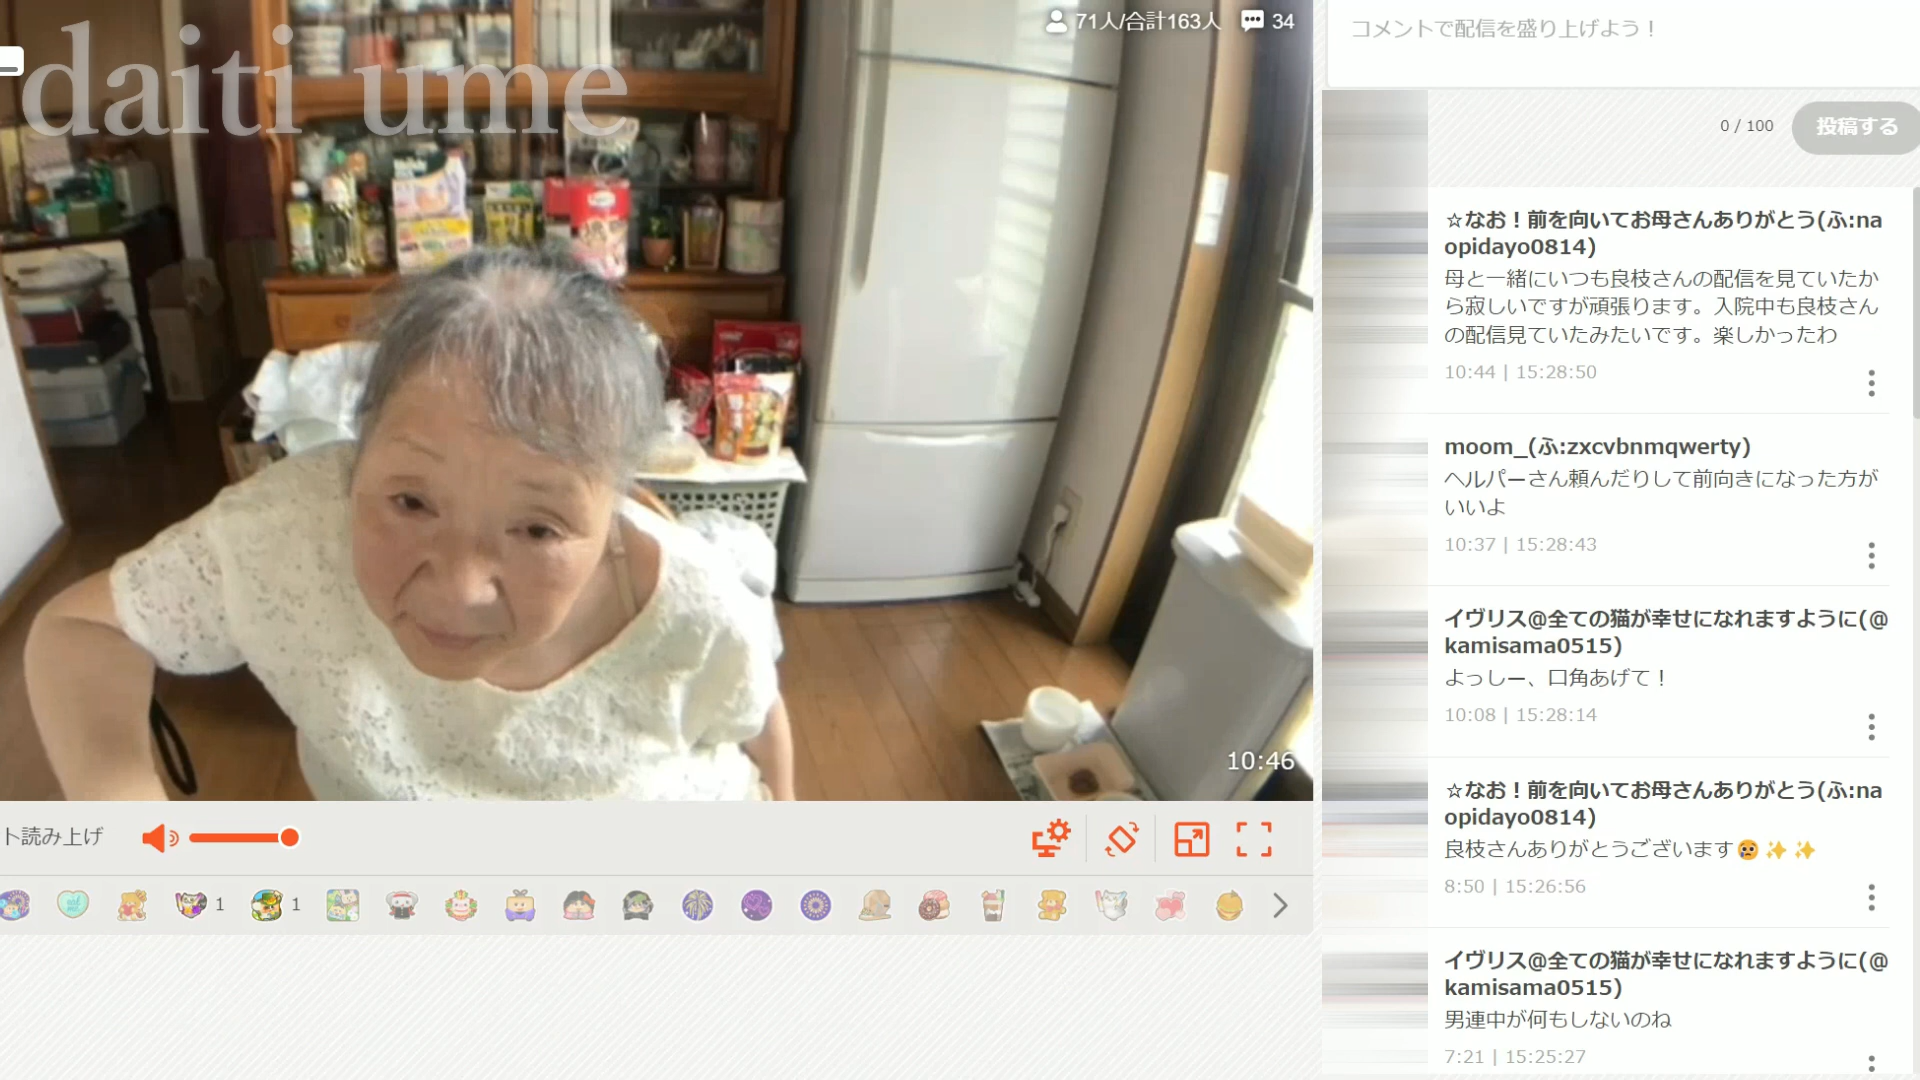 daiti ume
71人/合計163人 34
10:46
ト読み上げ
1
1
コメントで配信を盛り上げよう！
0 / 100
投稿する
☆なお！前を向いてお母さんありがとう(ふ:na
opidayo0814)
母と一緒にいつも良枝さんの配信を見ていたか
ら寂しいですが頑張ります。入院中も良枝さん
の配信見ていたみたいです。楽しかったわ
10:44 | 15:28:50
moom_(ふ:zxcvbnmqwerty)
ヘルパーさん頼んだりして前向きになった方が
いいよ
10:37 | 15:28:43
イヴリス@全ての猫が幸せになれますように(@
kamisama0515)
よっしー、口角あげて！
10:08 | 15:28:14
☆なお！前を向いてお母さんありがとう(ふ:na
opidayo0814)
良枝さんありがとうございます😢✨✨
8:50 | 15:26:56
イヴリス@全ての猫が幸せになれますように(@
kamisama0515)
男連中が何もしないのね
7:21 | 15:25:27